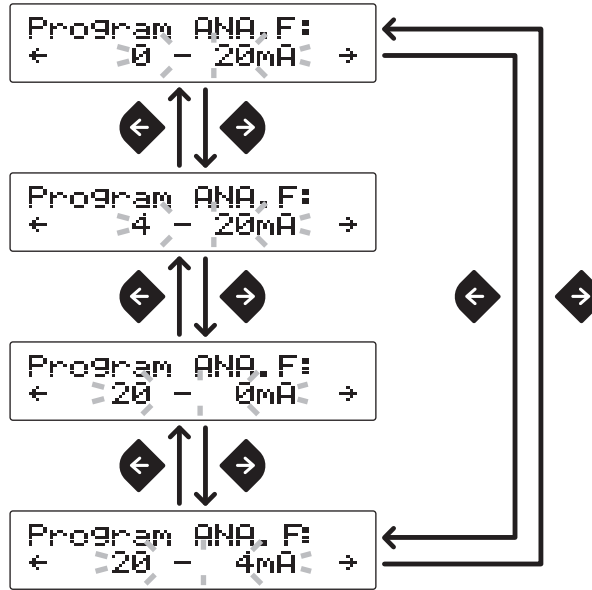 Program ANA.F:
← 0 - 20mA →
Program ANA.F:
← 4 - 20mA →
Program ANA.F:
← 20 - 0mA →
Program ANA.F:
← 20 - 4mA →